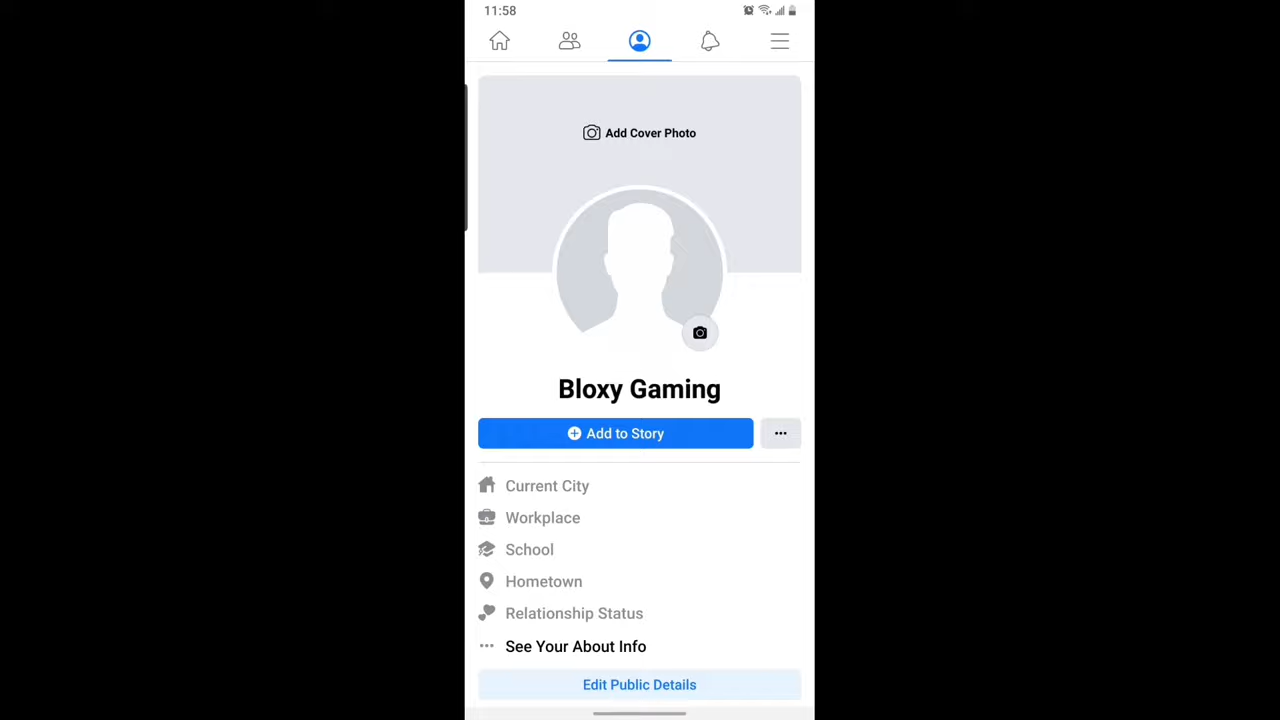 11:58
Add Cover Photo
Bloxy Gaming
Add to Story
Current City
Workplace
School
Hometown
Relationship Status
See Your About Info
Edit Public Details